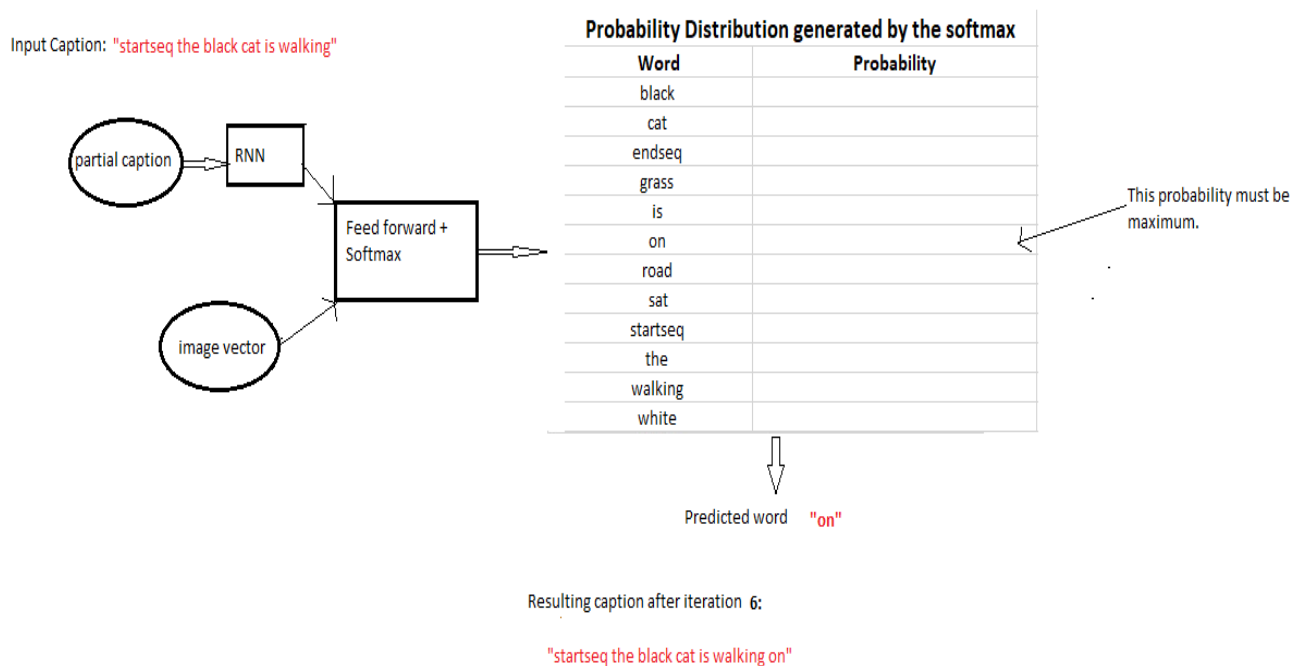 Input Caption: "startseq the black cat is walking"
partial caption
RNN
Feed forward +
Softmax
image vector
Probability Distribution generated by the softmax
Word Probability
black
cat
endseq
grass
is
on
road
sat
startseq
the
walking
white
This probability must be
maximum.
Predicted word "on"
Resulting caption after iteration 6:
"startseq the black cat is walking on"